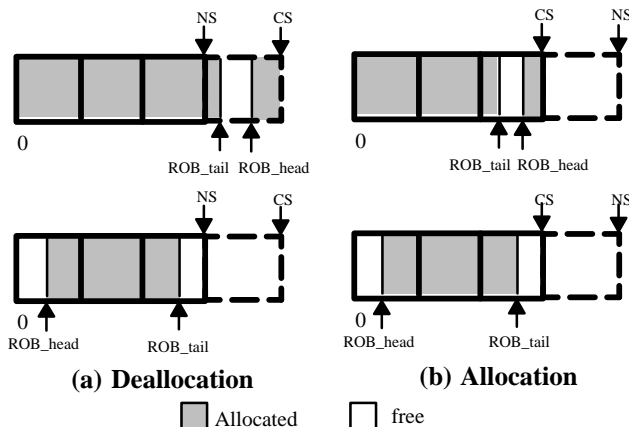 NS CS CS NS
0 0
ROB_tail ROB_head ROB_tail ROB_head
NS CS CS NS
0 0
ROB_head ROB_tail ROB_head ROB_tail
(a) Deallocation (b) Allocation
Allocated free